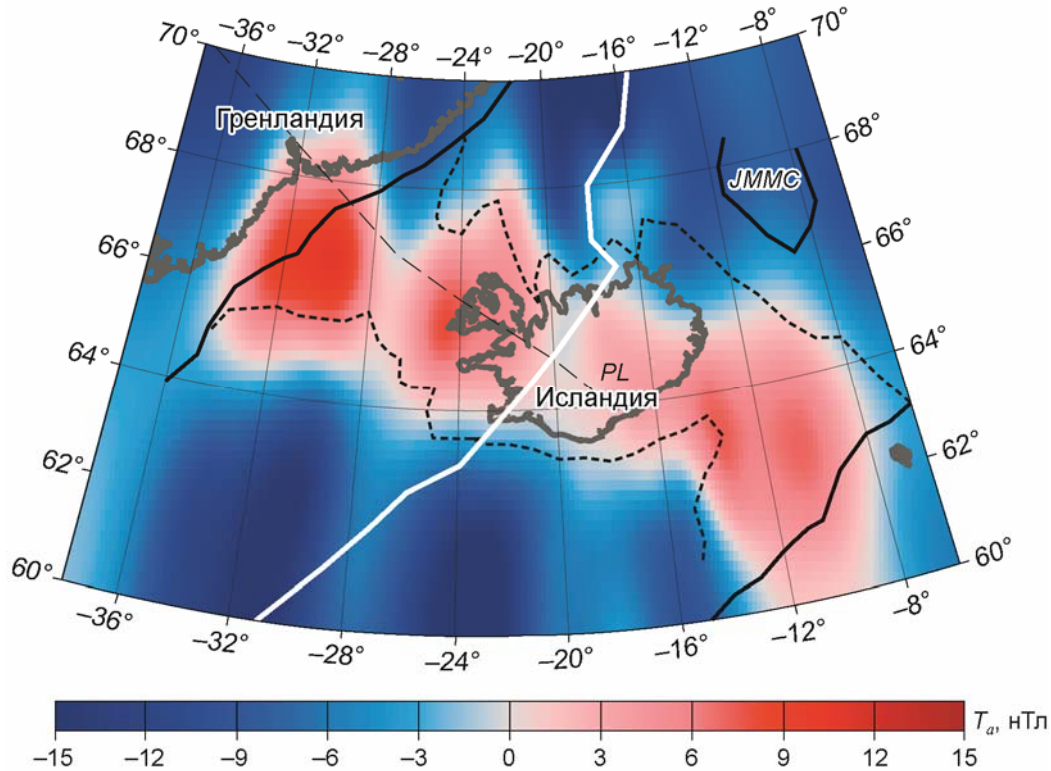 –36° –32° –28° –24° –20° –16° –12° –8°
70° 70°
Гренландия
68° 68°
JMMC
66° 66°
64° 64°
PL
Исландия
62° 62°
60° 60°
–36° –32° –28° –24° –20° –16° –12° –8°
Tа, нТл
–15 –12 –9 –6 –3 0 3 6 9 12 15